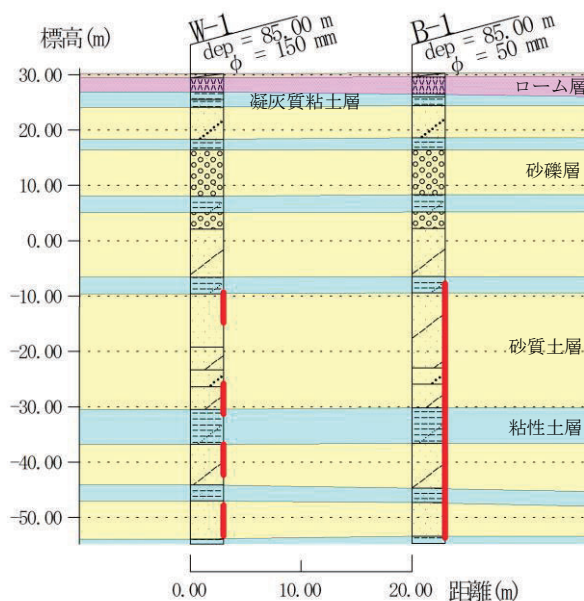 標高(m)
W-1
dep = 85.00 m
φ = 150 mm
B-1
dep = 85.00 m
φ = 50 mm
30.00
20.00
10.00
0.00
-10.00
-20.00
-30.00
-40.00
-50.00
ローム層
凝灰質粘土層
砂礫層
砂質土層
粘性土層
0.00
10.00
20.00
距離(m)